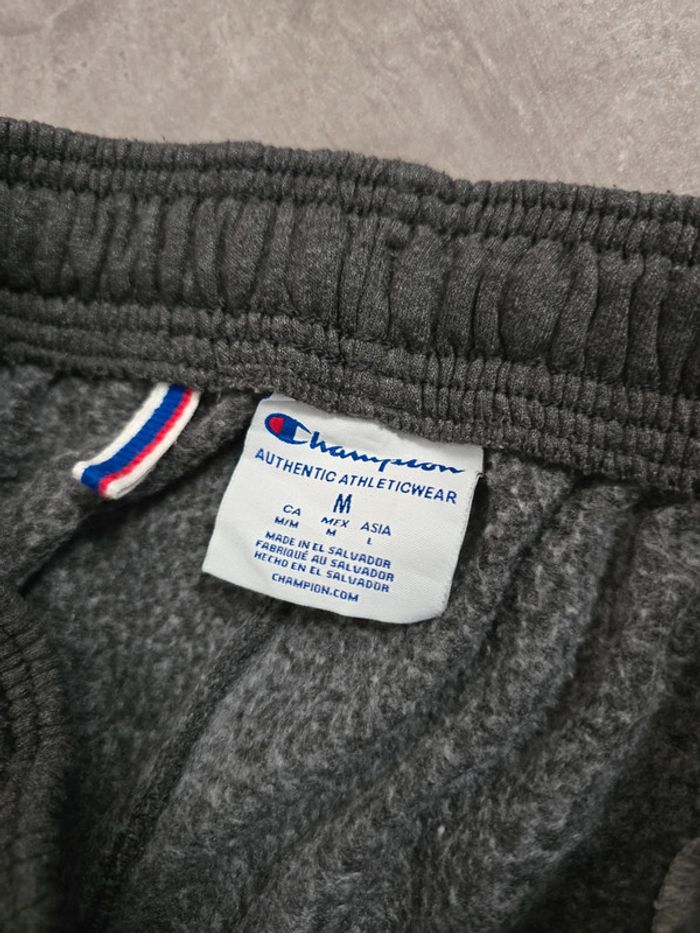 Champion
AUTHENTIC ATHLETICWEAR
M
CA MEX ASIA
M/M M L
MADE IN EL SALVADOR
FABRIQUÉ AU SALVADOR
HECHO EN EL SALVADOR
CHAMPION.COM